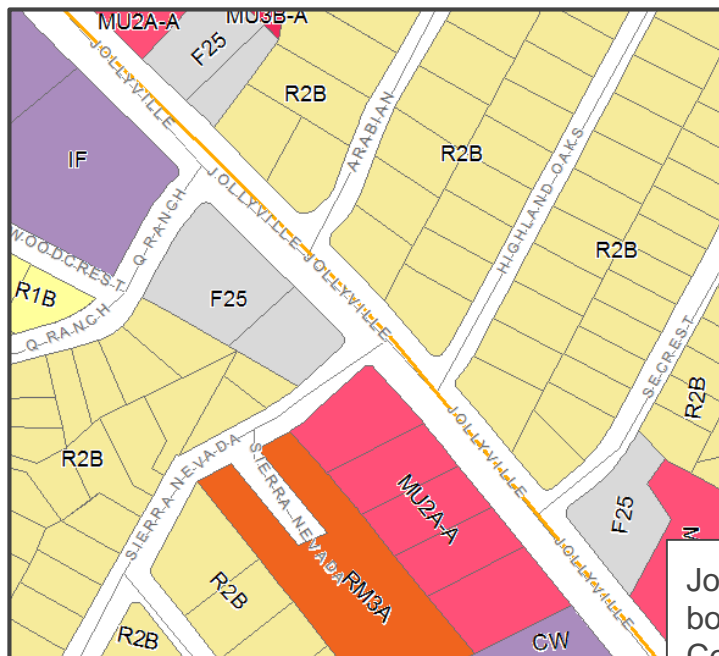 MU2A-A
MU3B-A
F25
JOLLYVILLE
R2B
ARABIAN
R2B
IF
HIGHLAND OAKS
JOLLYVILLE
Q RANCH
WOODCREST
R2B
JOLLYVILLE
R1B
F25
Q RANCH
SECREST
R2B
JOLLYVILLE
R2B
SIERRA NEVADA
SIERRA NEVADA
MU2A-A
F25
M
JOLLYVILLE
RM3A
R2B
R2B
CW
Jo
bo